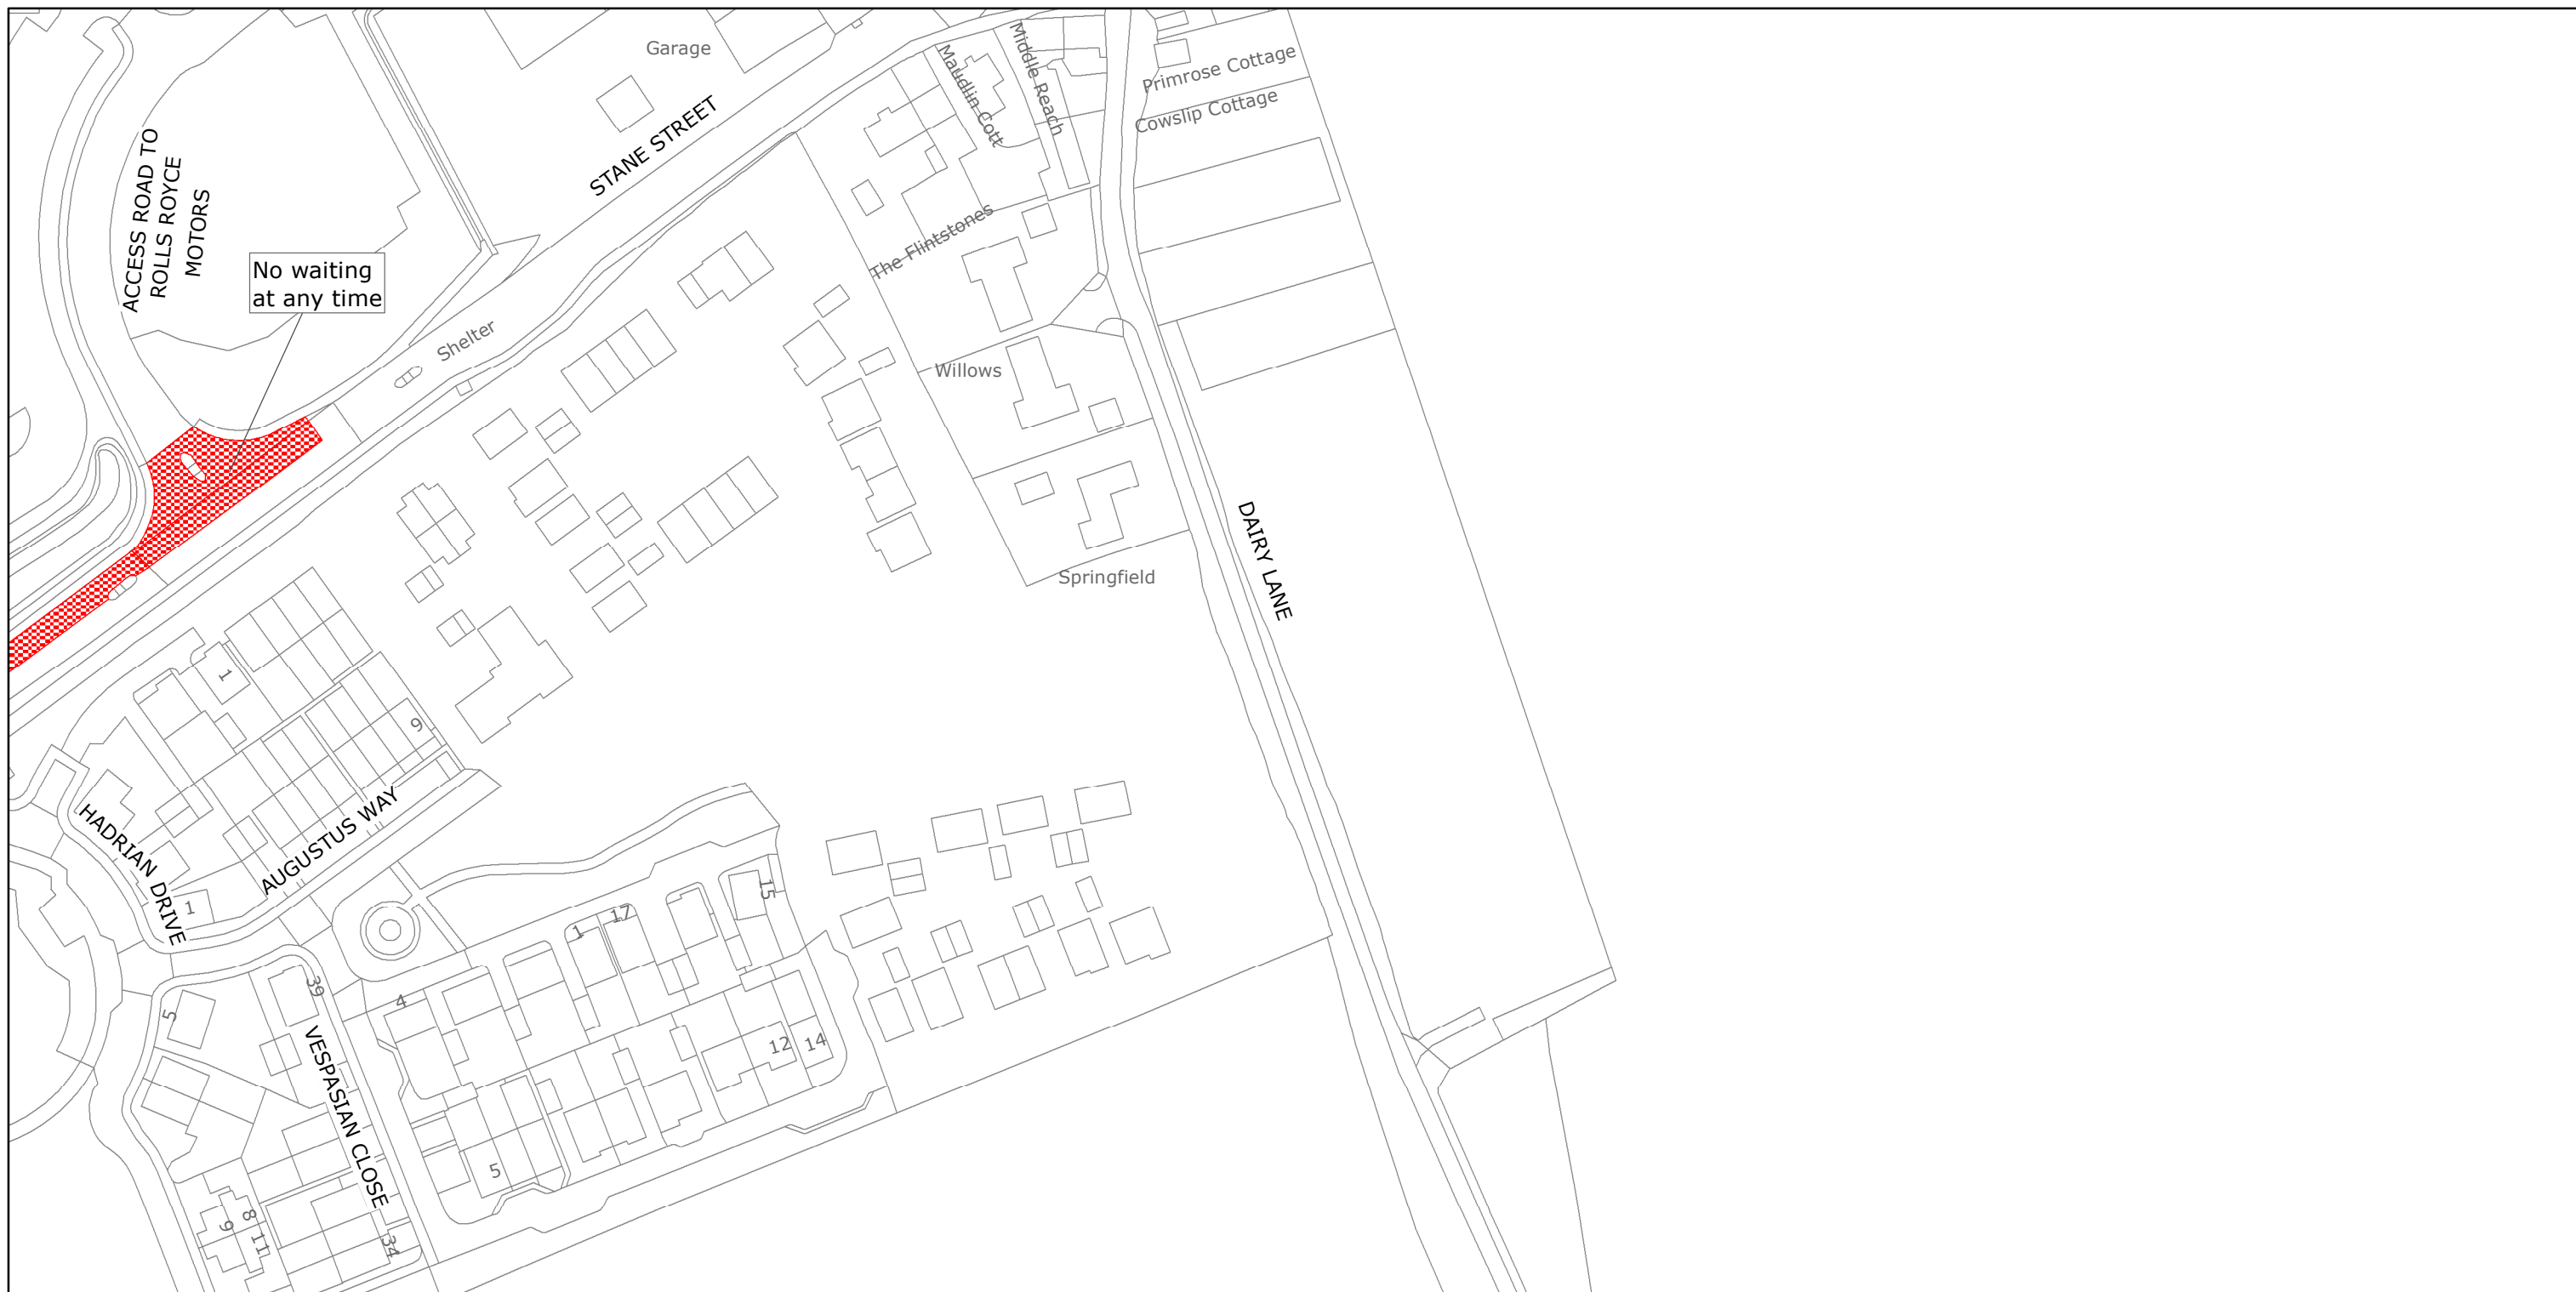 Garage
Maudlin Cott
Middle Reach
Primrose Cottage
Cowslip Cottage
STANE STREET
ACCESS ROAD TO
ROLLS ROYCE
MOTORS
No waiting
at any time
The Flintstones
Shelter
Willows
DAIRY LANE
Springfield
1
9
HADRIAN DRIVE
AUGUSTUS WAY
1
15
17
1
39
4
5
12
14
VESPASIAN CLOSE
5
8
9
11
34